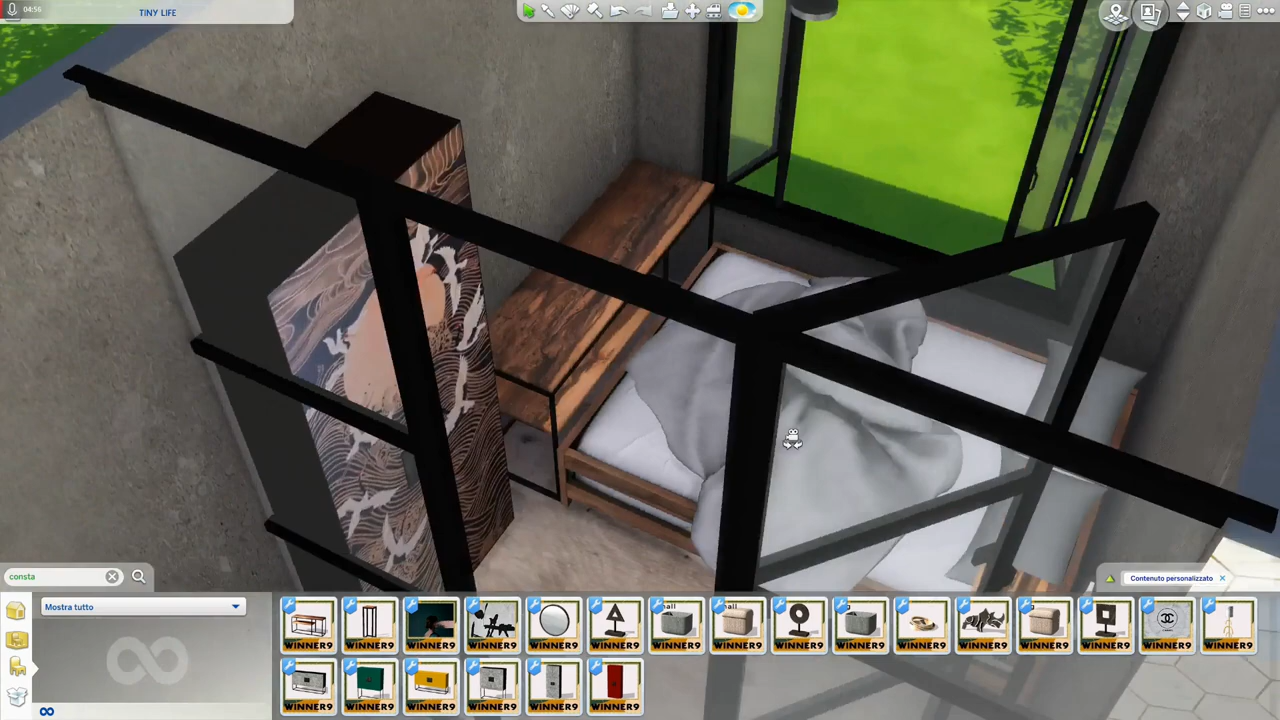 04:56
TINY LIFE
consta
Contenuto personalizzato
Mostra tutto
WINNER9 WINNER9 WINNER9 WINNER9 WINNER9 WINNER9 WINNER9 WINNER9 WINNER9 WINNER9 WINNER9 WINNER9 WINNER9 WINNER9 WINNER9 WINNER9
WINNER9 WINNER9 WINNER9 WINNER9 WINNER9 WINNER9